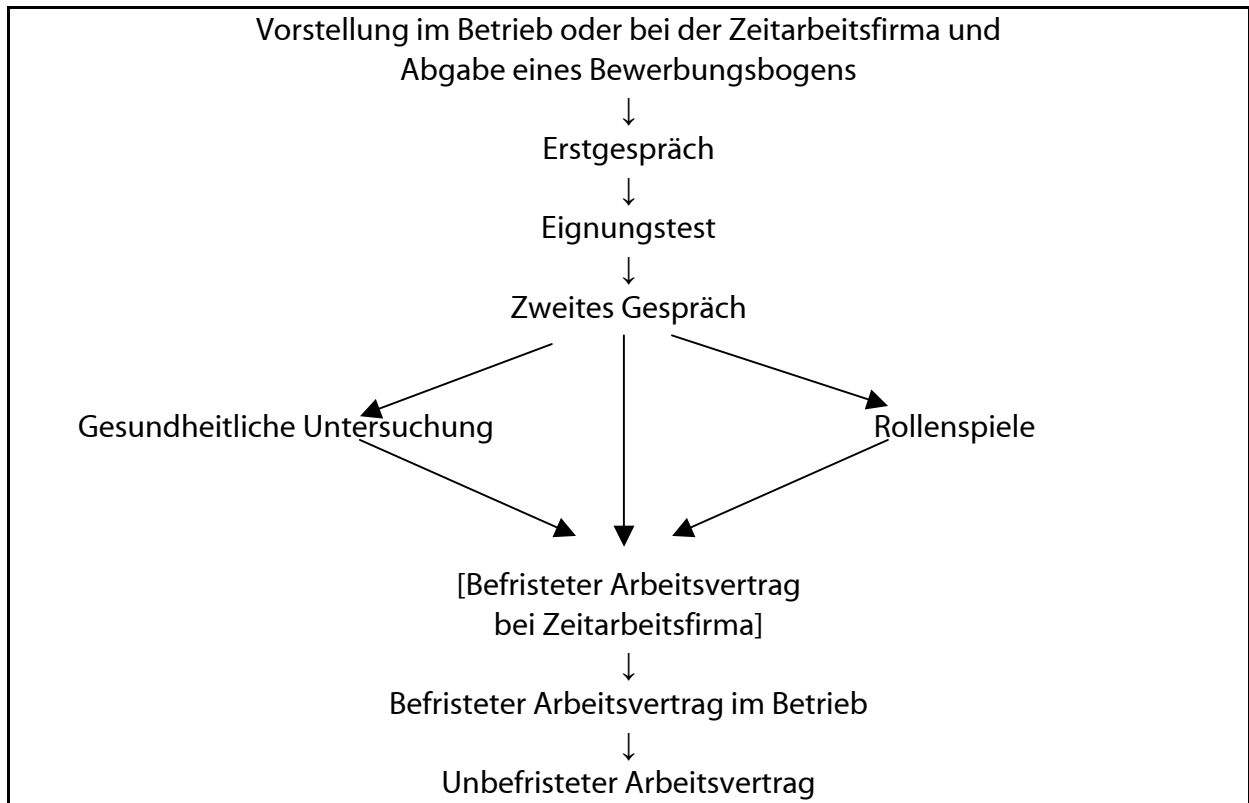 Vorstellung im Betrieb oder bei der Zeitarbeitsfirma und
Abgabe eines Bewerbungsbogens
↓
Erstgespräch
↓
Eignungstest
↓
Zweites Gespräch
Gesundheitliche Untersuchung
Rollenspiele
[Befristeter Arbeitsvertrag
bei Zeitarbeitsfirma]
↓
Befristeter Arbeitsvertrag im Betrieb
↓
Unbefristeter Arbeitsvertrag